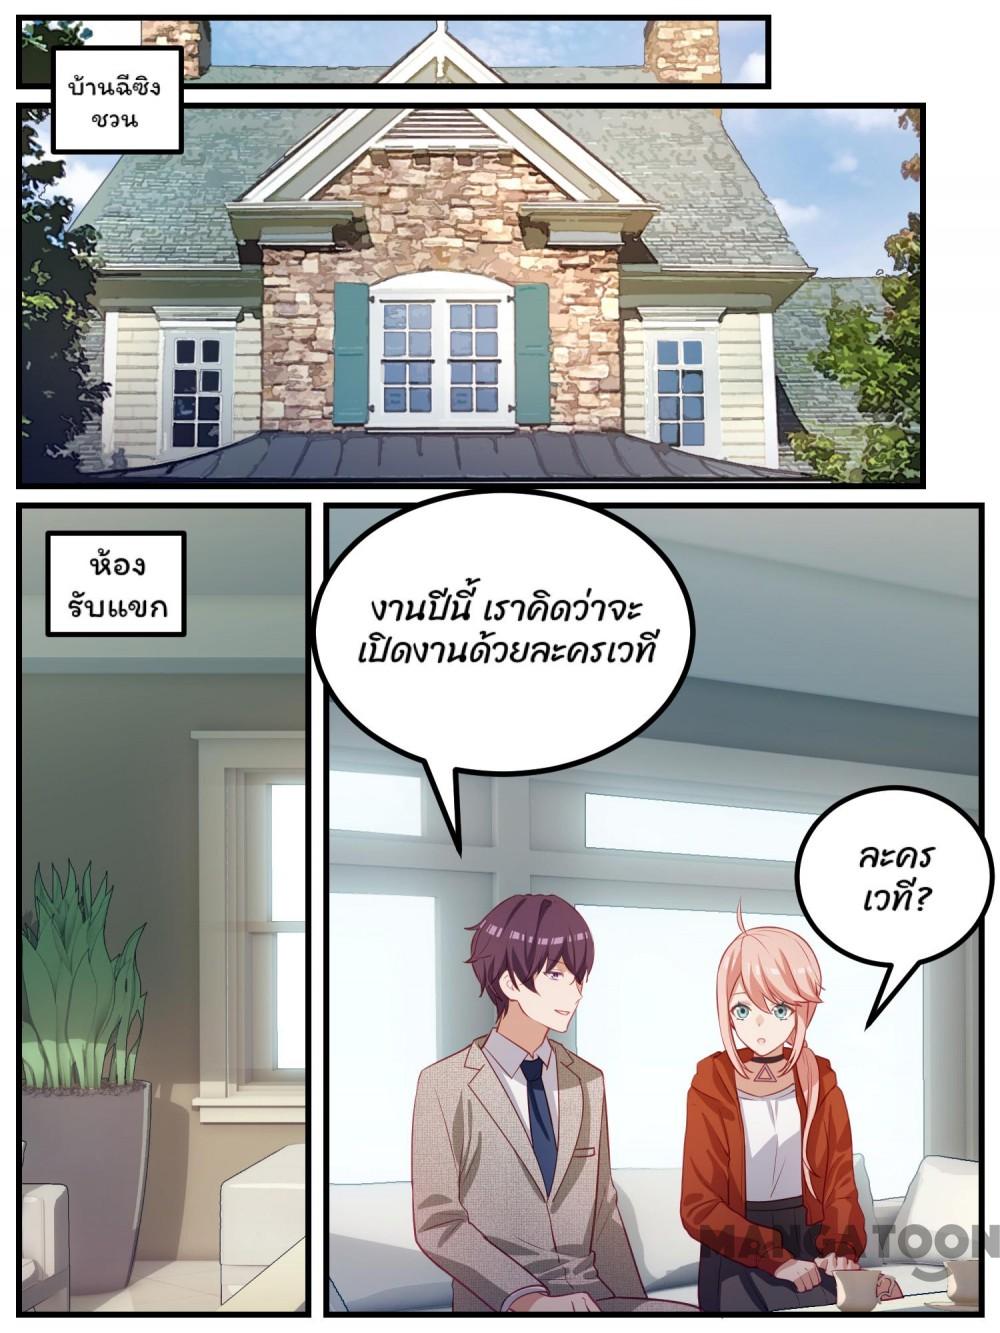 บ้านฉีซิง
ชวน
ห้อง
รับแขก
งานปีนี้ เราคิดว่าจะ
เปิดงานด้วยละครเวที
ละคร
เวที?
MANGATOON